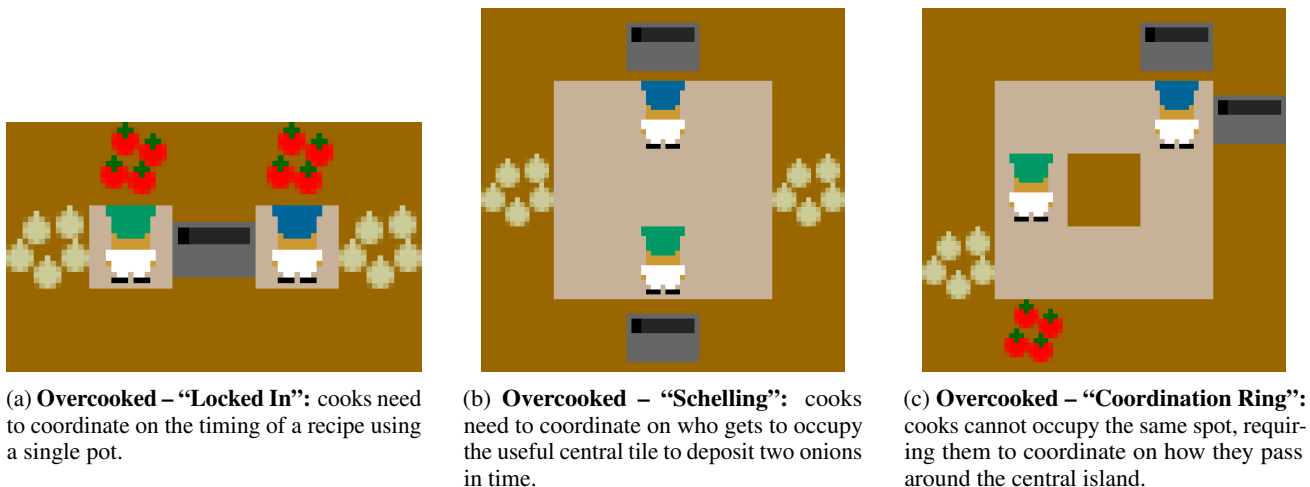 (a) Overcooked – “Locked In”: cooks need
to coordinate on the timing of a recipe using
a single pot.
(b) Overcooked – “Schelling”: cooks
need to coordinate on who gets to occupy
the useful central tile to deposit two onions
in time.
(c) Overcooked – “Coordination Ring”:
cooks cannot occupy the same spot, requir-
ing them to coordinate on how they pass
around the central island.